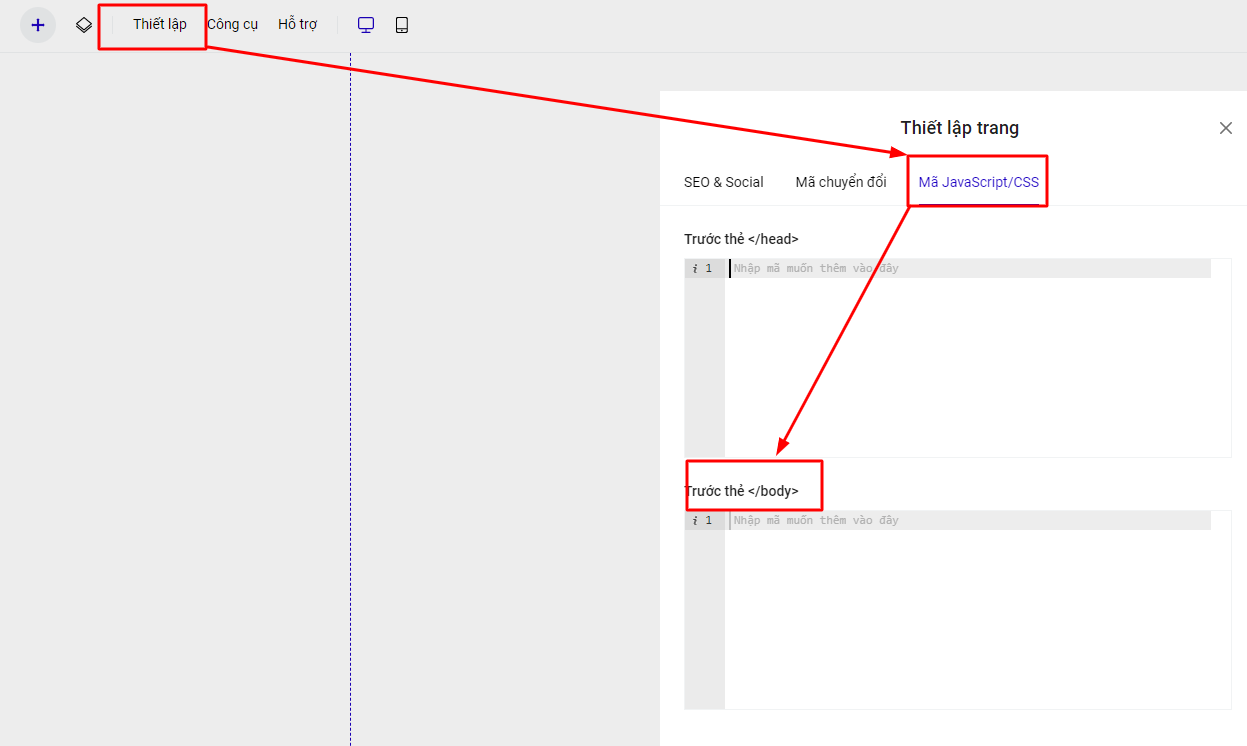 Thiết lập Công cụ Hỗ trợ
Thiết lập trang
SEO & Social Mã chuyển đổi Mã JavaScript/CSS
Trước thẻ </head>
i 1 Nhập mã muốn thêm vào đây
Trước thẻ </body>
i 1 Nhập mã muốn thêm vào đây